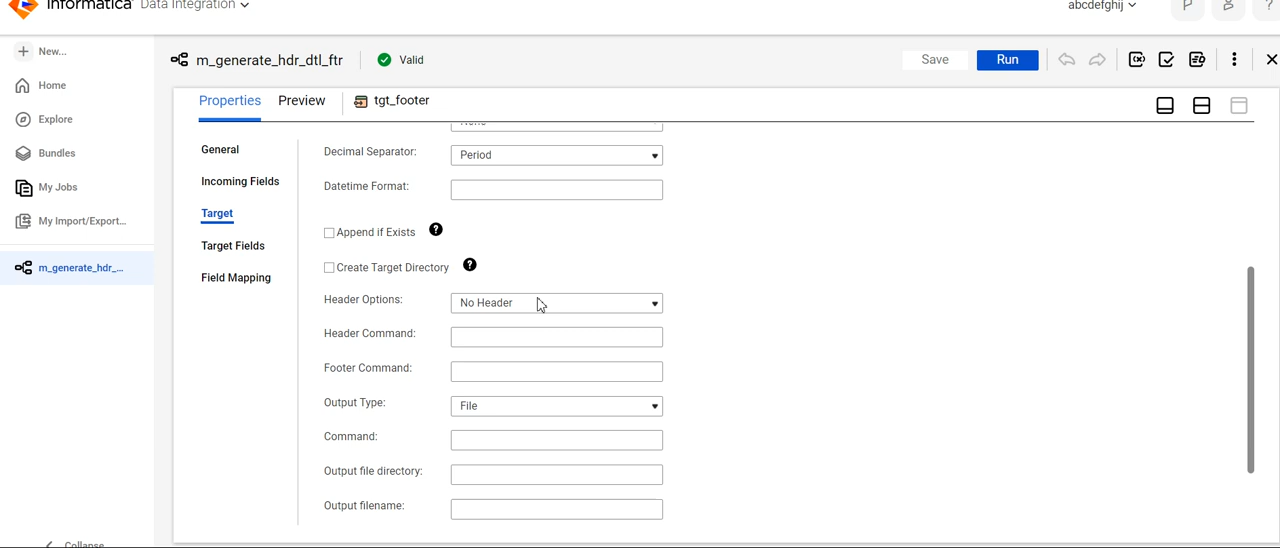 Informatica Data Integration
abcdefghij
P
?
New...
m_generate_hdr_dtl_ftr
Valid
Save
Run
Home
Explore
Bundles
My Jobs
My Import/Export...
m_generate_hdr_...
Collapse
Properties
Preview
tgt_footer
General
Incoming Fields
Target
Target Fields
Field Mapping
None
Decimal Separator:
Period
Datetime Format:
Append if Exists ?
Create Target Directory ?
Header Options:
No Header
Header Command:
Footer Command:
Output Type:
File
Command:
Output file directory:
Output filename: